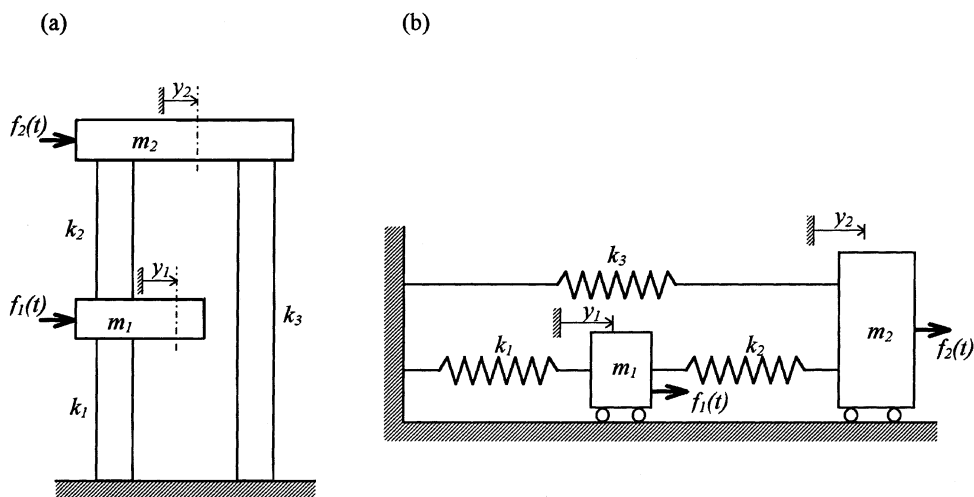 (a)
(b)
y₂
f₂(t)
m₂
k₂
y₁
f₁(t)
m₁
k₃
k₁
y₂
k₃
y₁
k₁
m₁
k₂
m₂
f₂(t)
f₁(t)